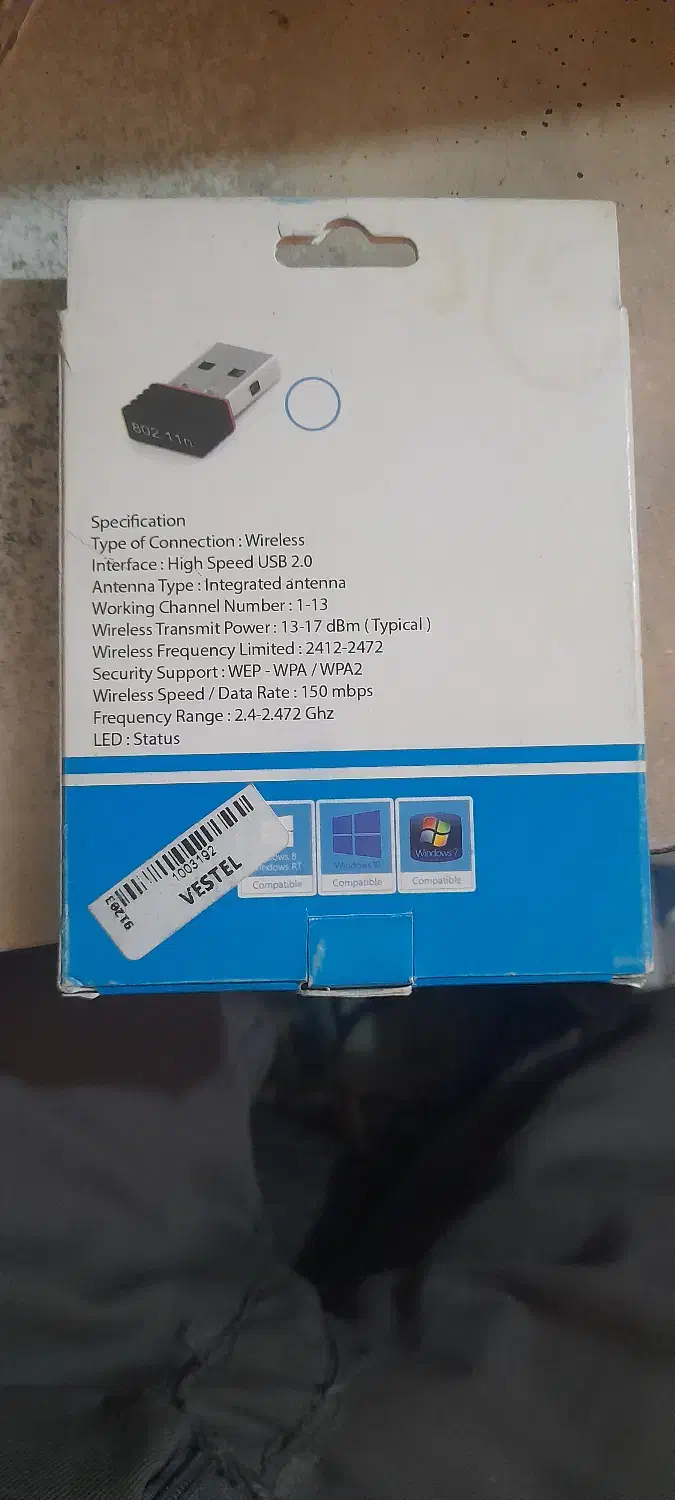 802 11n
Specification
Type of Connection : Wireless
Interface : High Speed USB 2.0
Antenna Type : Integrated antenna
Working Channel Number : 1-13
Wireless Transmit Power : 13-17 dBm ( Typical )
Wireless Frequency Limited : 2412-2472
Security Support : WEP - WPA / WPA2
Wireless Speed / Data Rate : 150 mbps
Frequency Range : 2.4-2.472 Ghz
LED : Status
1003192
VESTEL
91203
Compatible
Compatible
Windows 7
Compatible